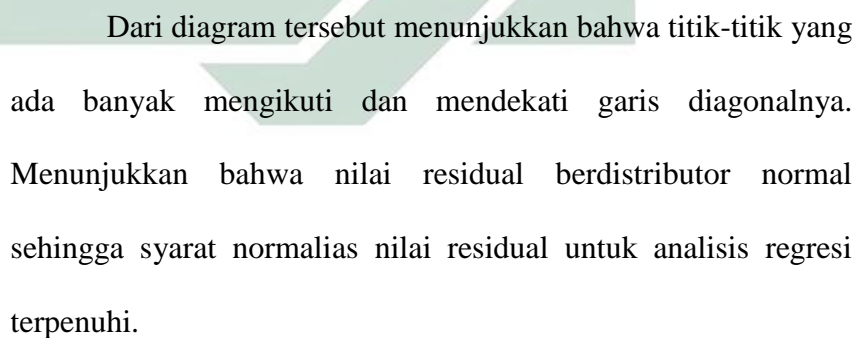 Dari diagram tersebut menunjukkan bahwa titik-titik yang
ada banyak mengikuti dan mendekati garis diagonalnya.
Menunjukkan bahwa nilai residual berdistributor normal
sehingga syarat normalias nilai residual untuk analisis regresi
terpenuhi.